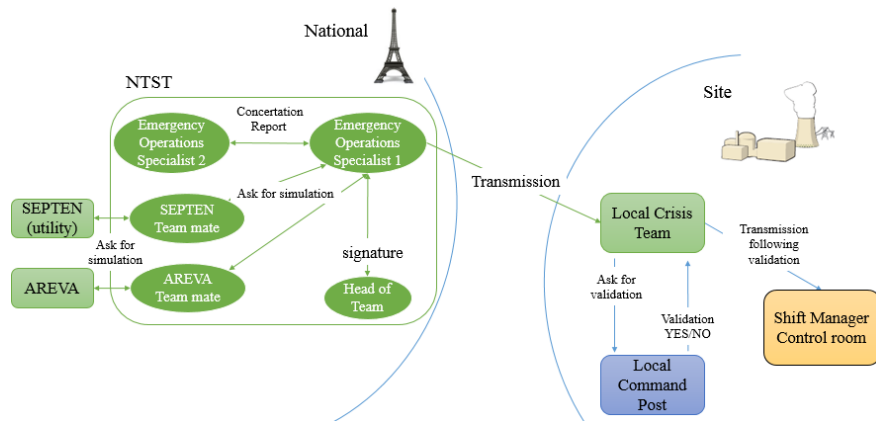 National
NTST
Site
Concertation
Report
Emergency
Operations
Specialist 2
Emergency
Operations
Specialist 1
Transmission
Ask for simulation
SEPTEN
(utility)
SEPTEN
Team mate
Local Crisis
Team
Transmission
following
validation
Ask for
simulation
signature
AREVA
AREVA
Team mate
Head of
Team
Ask for
validation
Validation
YES/NO
Shift Manager
Control room
Local
Command
Post